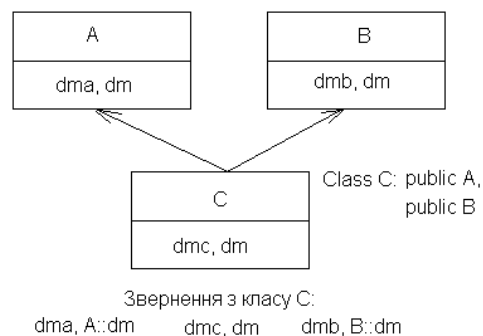 A
B
dma, dm
dmb, dm
C
Class C: public A,
public B
dmc, dm
Звернення з класу C:
dma, A::dm dmc, dm dmb, B::dm